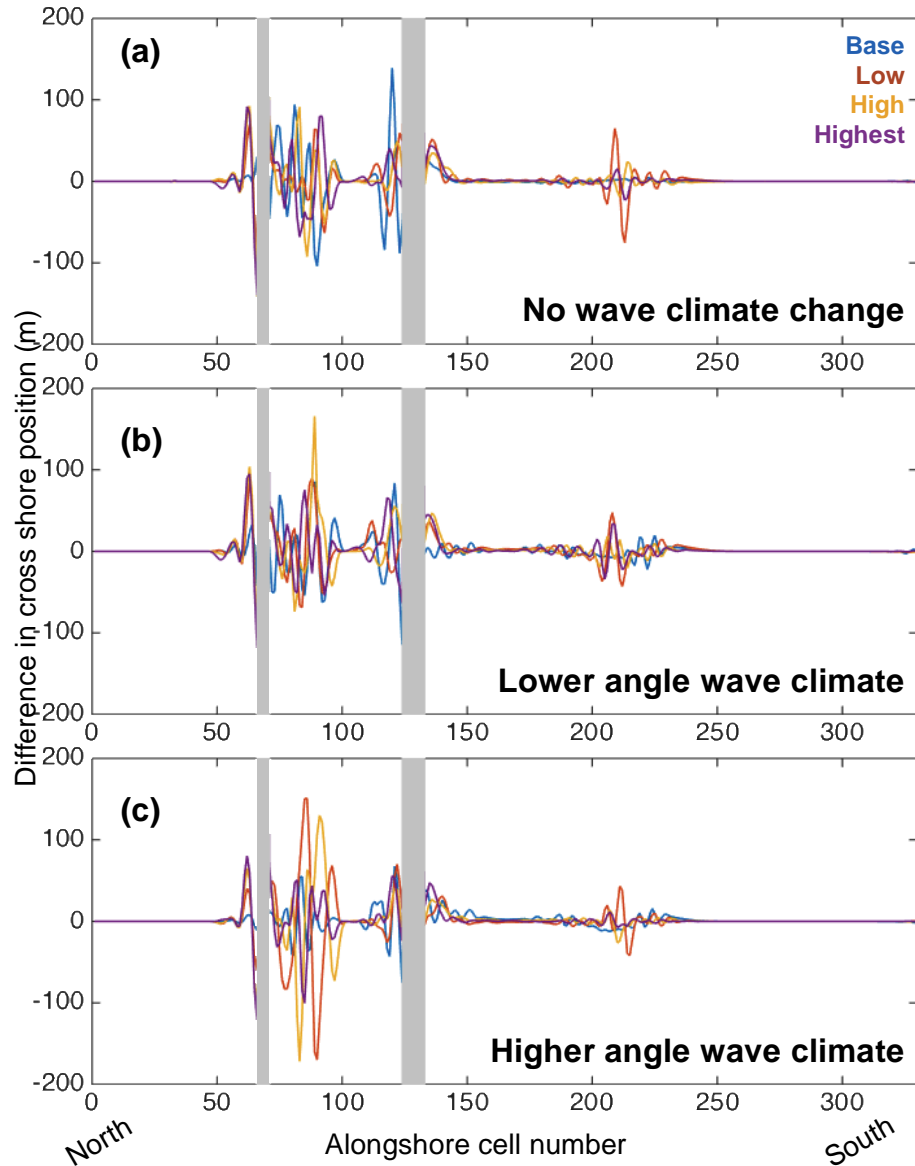 200
(a)
Base
Low
High
Highest
100
0
-100
No wave climate change
-200
0 50 100 150 200 250 300
200
(b)
100
0
-100
Lower angle wave climate
-200
0 50 100 150 200 250 300
200
(c)
100
0
-100
Higher angle wave climate
-200
0 50 100 150 200 250 300
Difference in cross shore position (m)
North
Alongshore cell number
South